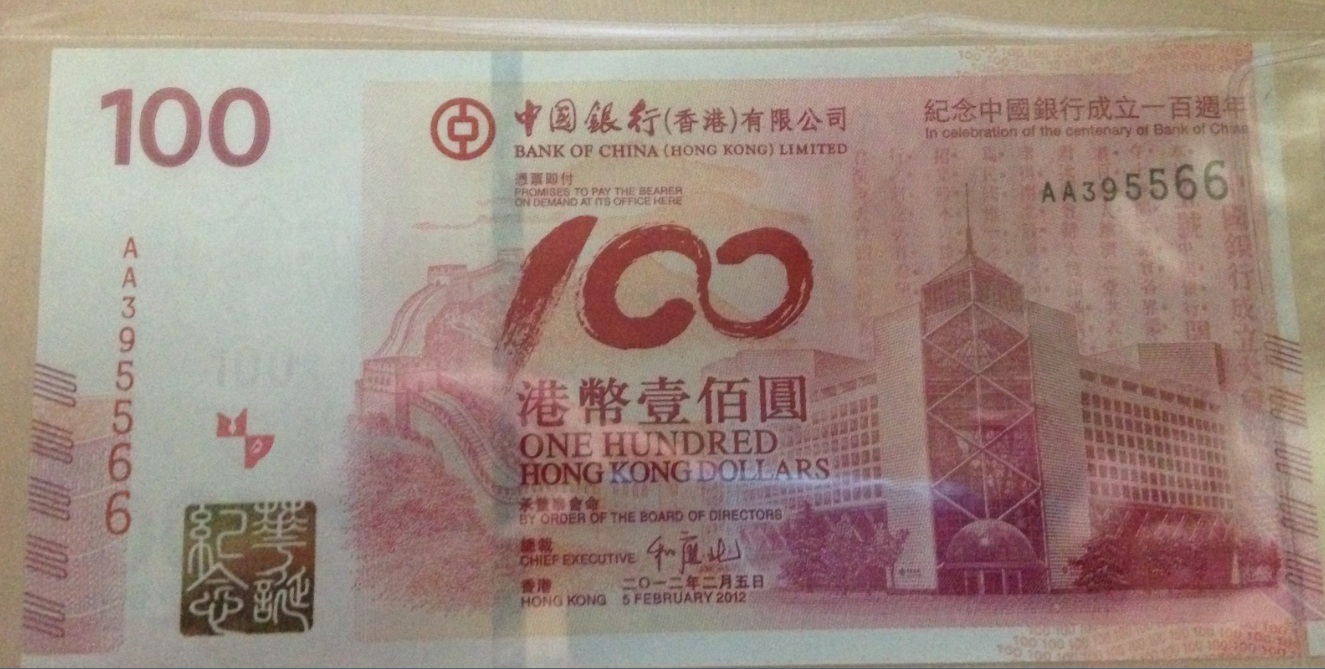 100
中国銀行(香港)有限公司
BANK OF CHINA (HONG KONG) LIMITED
紀念中國銀行成立一百週年
In celebration of the centenary of Bank of China
憑票即付
PROMISES TO PAY THE BEARER
ON DEMAND AT ITS OFFICE HERE
AA395566
AA395566
100
港幣壹佰圓
ONE HUNDRED
HONG KONG DOLLARS
承董事會命
BY ORDER OF THE BOARD OF DIRECTORS
總裁
CHIEF EXECUTIVE
香港 二〇一二年二月五日
HONG KONG 5 FEBRUARY 2012
華誕
紀念